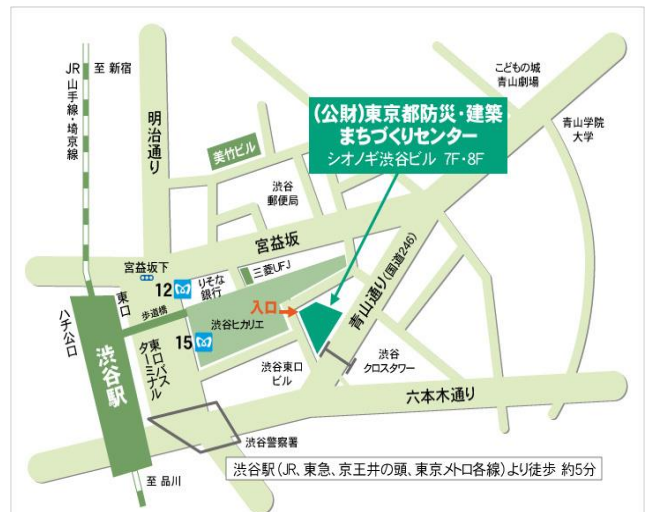 JR 至 新宿
山手線・埼京線
明治通り
こどもの城
青山劇場
(公財)東京都防災・建築
まちづくりセンター
シオノギ渋谷ビル 7F・8F
青山学院
大学
美竹ビル
渋谷
郵便局
宮益坂
宮益坂下
三菱UFJ
りそな
銀行
12
東口
歩道橋
入口
青山通り(国道246)
ハチ公口
渋谷ヒカリエ
15
渋谷駅
東口バス
ターミナル
渋谷東口
ビル
渋谷
クロスタワー
六本木通り
渋谷警察署
渋谷駅(JR、東急、京王井の頭、東京メトロ各線)より徒歩 約5分
至 品川